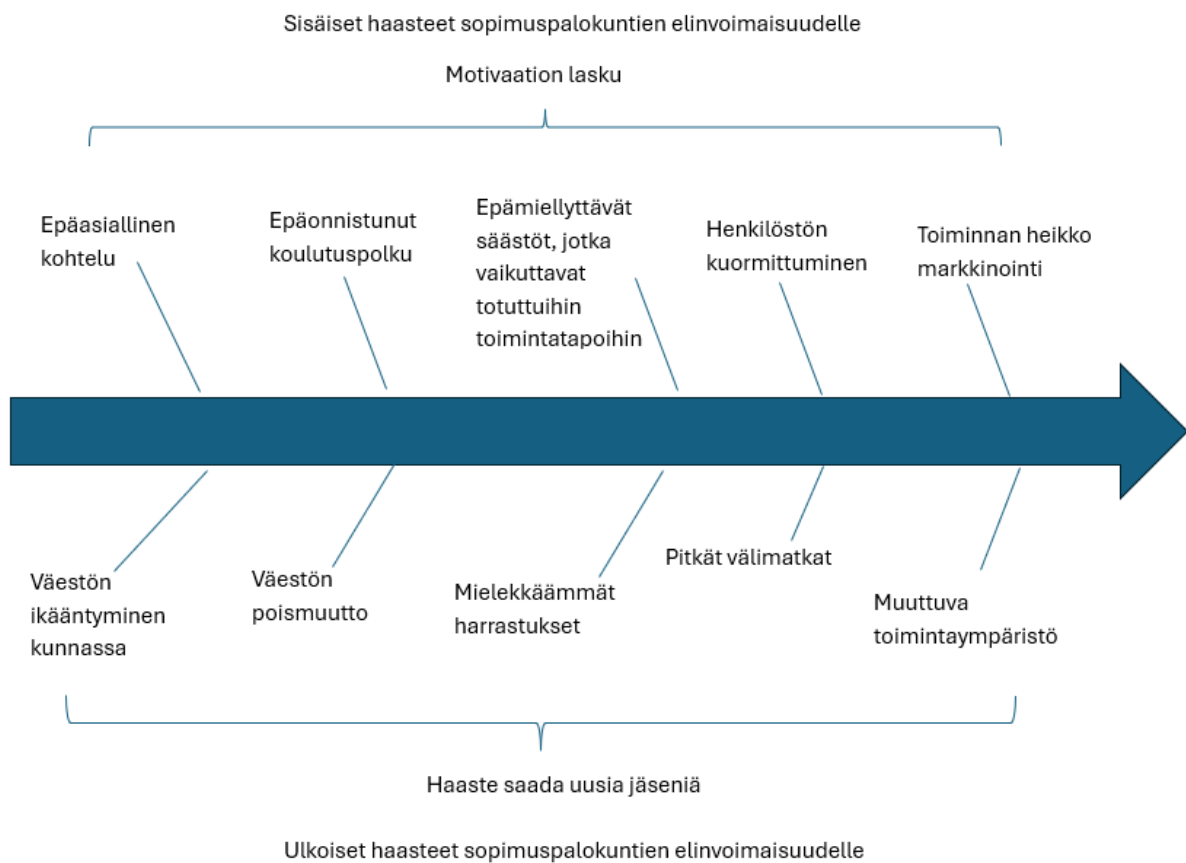 Sisäiset haasteet sopimuspalokuntien elinvoimaisuudelle
Motivaation lasku
Epäasiallinen
kohtelu
Epäonnistunut
koulutuspolku
Epämiellyttävät
säästöt, jotka
vaikuttavat
totuttuihin
toimintatapoihin
Henkilöstön
kuormittuminen
Toiminnan heikko
markkinointi
Väestön
ikääntyminen
kunnassa
Väestön
poismuutto
Mielekkäämmät
harrastukset
Pitkät välimatkat
Muuttuva
toimintaympäristö
Haaste saada uusia jäseniä
Ulkoiset haasteet sopimuspalokuntien elinvoimaisuudelle